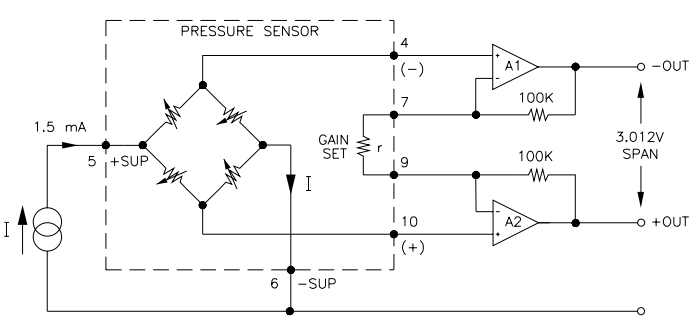 PRESSURE SENSOR
4
(−)
A1
+
−
−OUT
7
100K
1.5 mA
GAIN
SET
r
3.012V
SPAN
5
+SUP
9
100K
I
I
10
(+)
A2
−
+
+OUT
6
−SUP